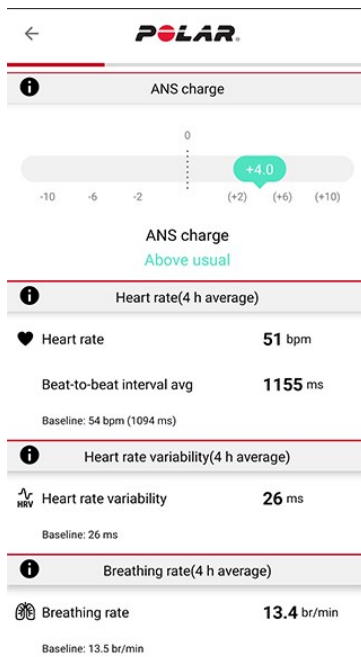 POLAR.
ANS charge
0
+4.0
-10 -6 -2 (+2) (+6) (+10)
ANS charge
Above usual
Heart rate(4 h average)
Heart rate 51 bpm
Beat-to-beat interval avg 1155 ms
Baseline: 54 bpm (1094 ms)
Heart rate variability(4 h average)
HRV Heart rate variability 26 ms
Baseline: 26 ms
Breathing rate(4 h average)
Breathing rate 13.4 br/min
Baseline: 13.5 br/min